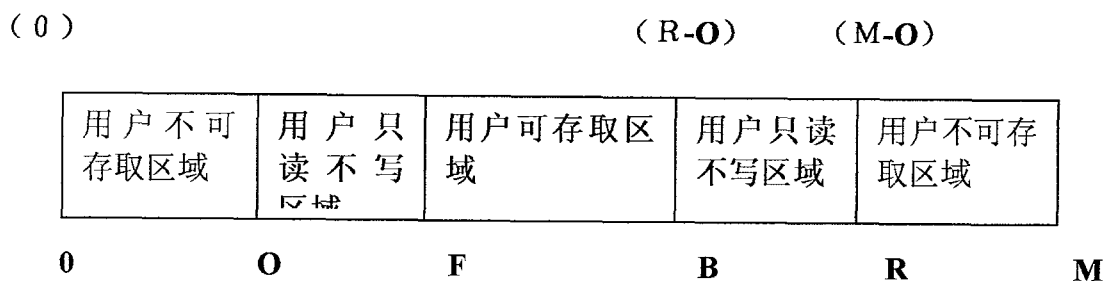 （0） （R-O） （M-O）
用户不可 用户只 用户可存取区 用户只读 用户不可存
存取区域 读不写 域 不写区域 取区域
区域
0 O F B R M